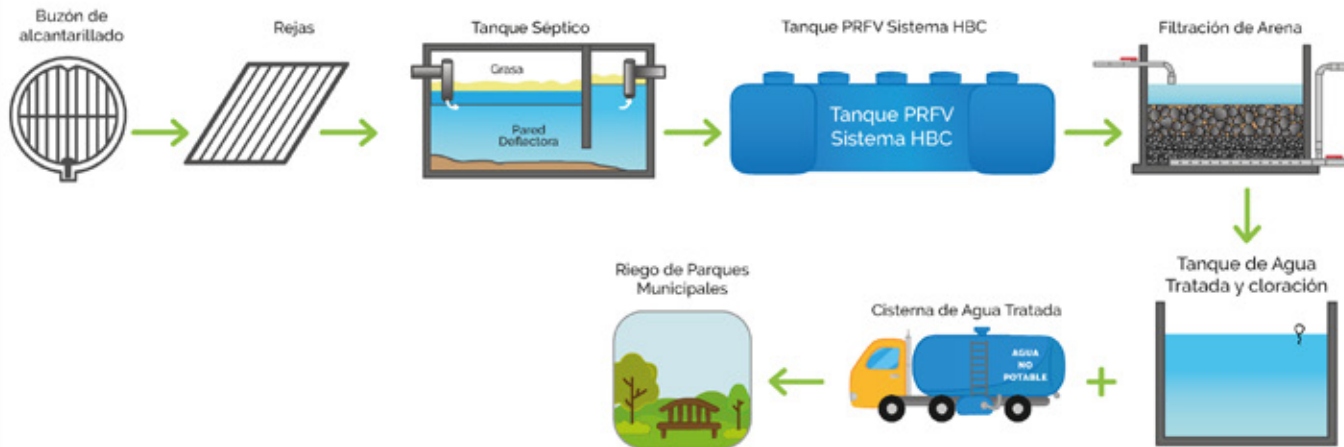 Buzón de
alcantarillado
Rejas
Tanque Séptico
Grasa
Pared
Deflectora
Tanque PRFV Sistema HBC
Tanque PRFV
Sistema HBC
Filtración de Arena
Tanque de Agua
Tratada y cloración
Cisterna de Agua Tratada
AGUA
NO
POTABLE
Riego de Parques
Municipales